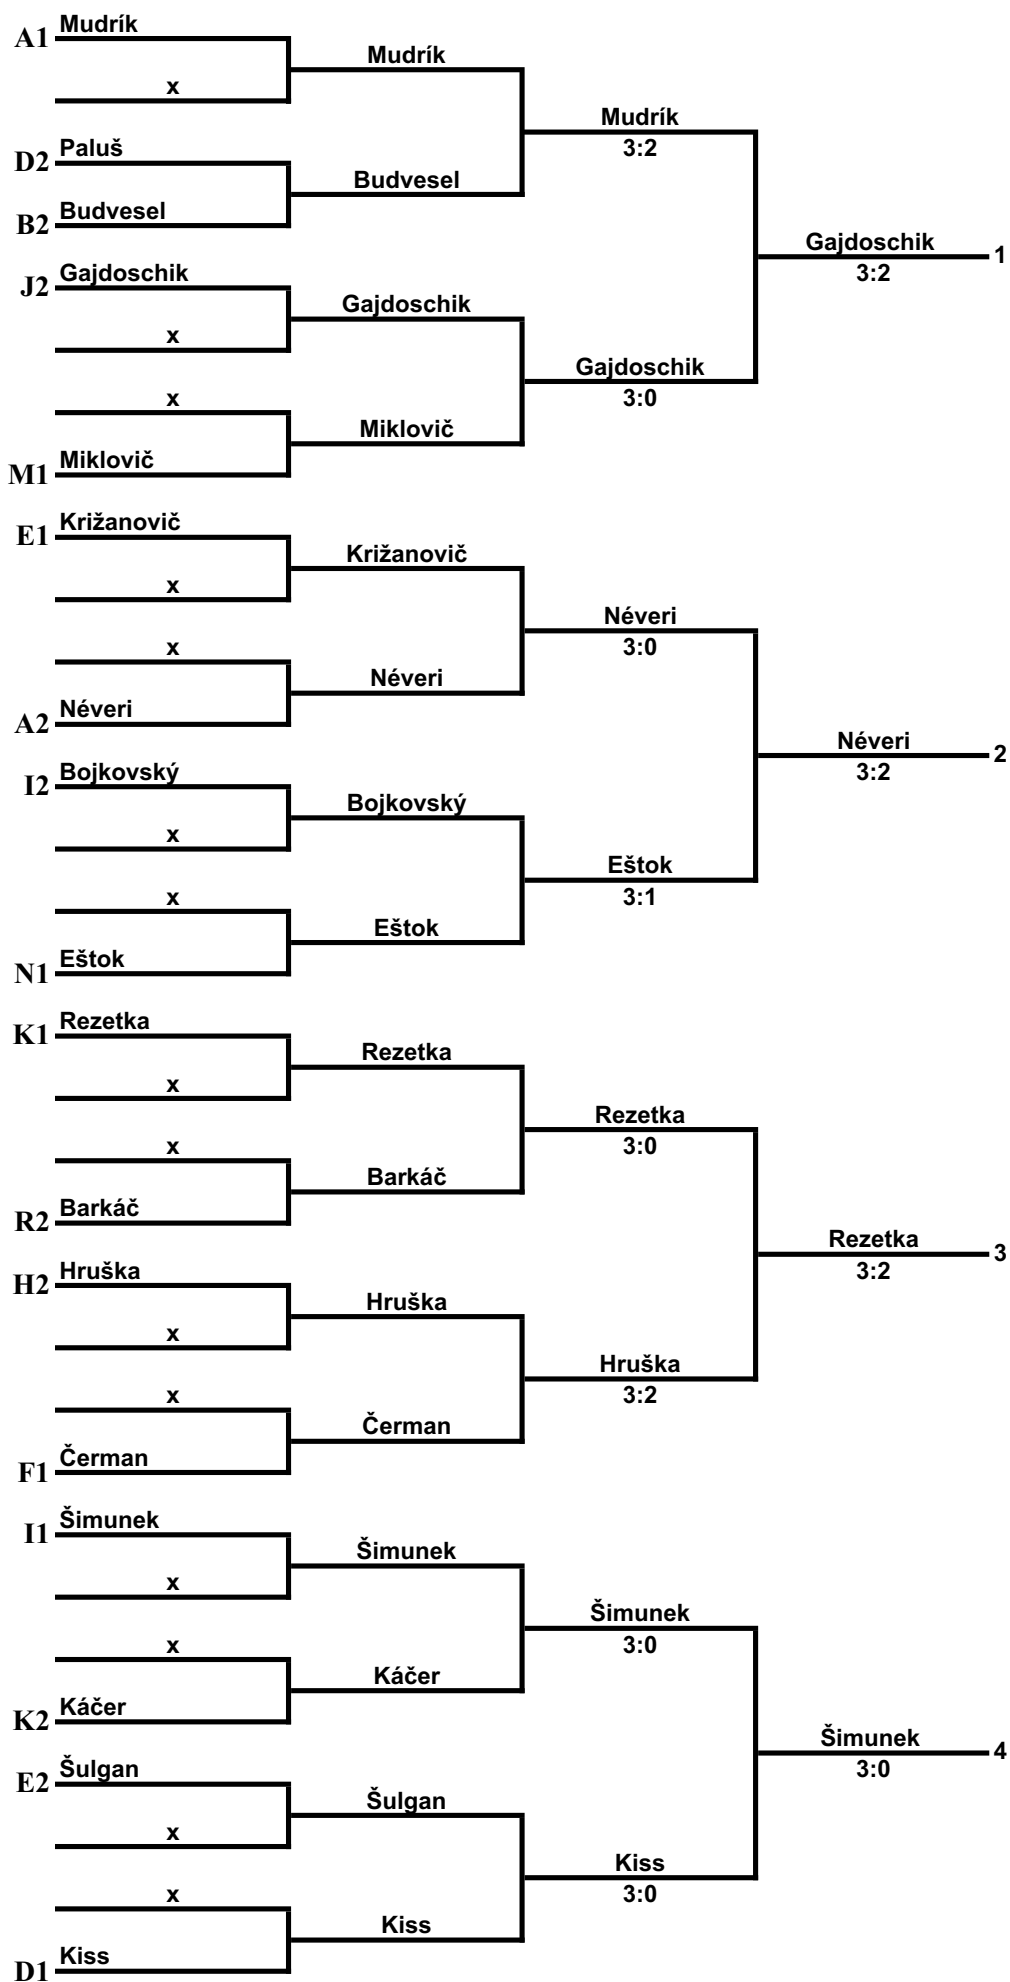 A1 Mudrík
Mudrík
x
Mudrík
3:2
D2 Paluš
Budvesel
B2 Budvesel
Gajdoschik 1
3:2
J2 Gajdoschik
Gajdoschik
x
Gajdoschik
3:0
x
Miklovič
M1 Miklovič
E1 Križanovič
Križanovič
x
Néveri
3:0
x
Néveri
A2 Néveri
Néveri 2
3:2
I2 Bojkovský
Bojkovský
x
Eštok
3:1
x
Eštok
N1 Eštok
K1 Rezetka
Rezetka
x
Rezetka
3:0
x
Barkáč
R2 Barkáč
Rezetka 3
3:2
H2 Hruška
Hruška
x
Hruška
3:2
x
Čerman
F1 Čerman
I1 Šimunek
Šimunek
x
Šimunek
3:0
x
Káčer
K2 Káčer
Šimunek 4
3:0
E2 Šulgan
Šulgan
x
Kiss
3:0
x
Kiss
D1 Kiss